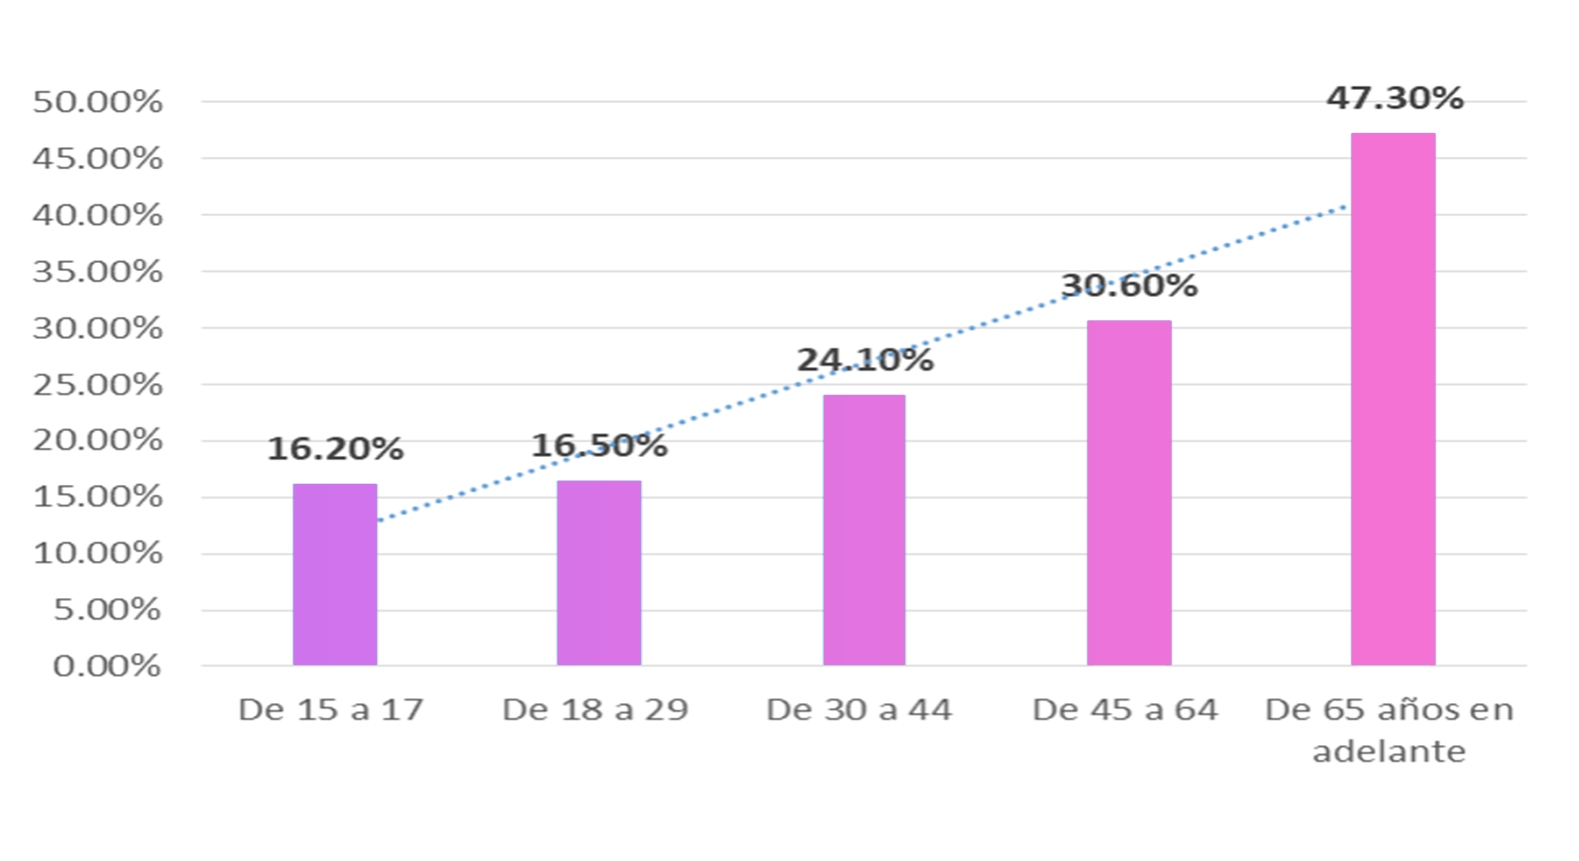 50.00%
45.00%
40.00%
35.00%
30.00%
25.00%
20.00%
15.00%
10.00%
5.00%
0.00%
16.20%
16.50%
24.10%
30.60%
47.30%
De 15 a 17
De 18 a 29
De 30 a 44
De 45 a 64
De 65 años en
adelante